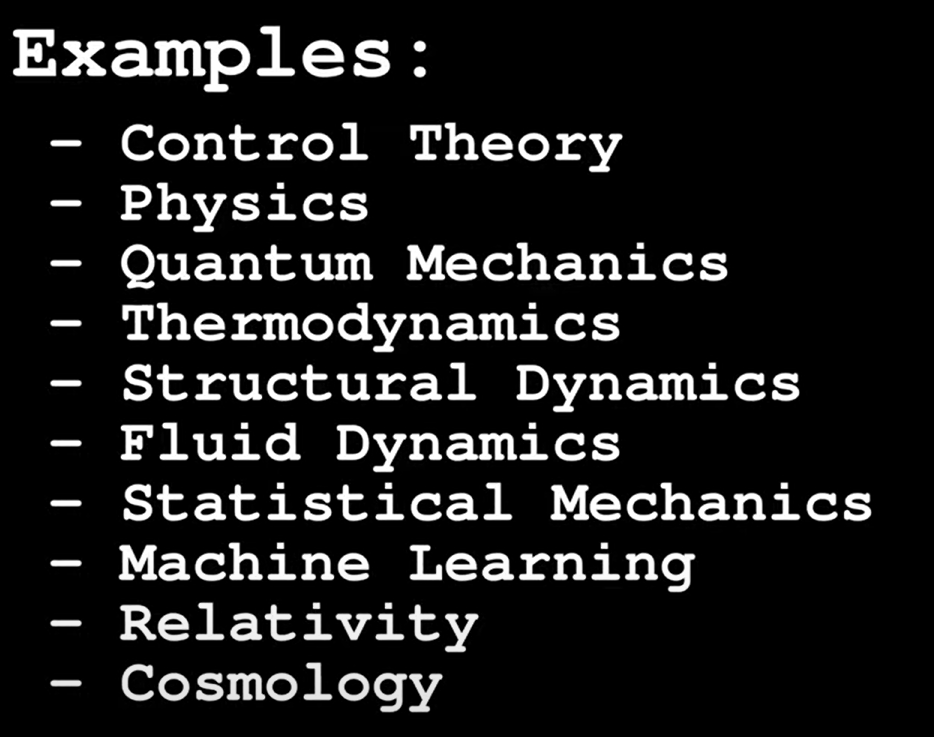 Examples:
- Control Theory
- Physics
- Quantum Mechanics
- Thermodynamics
- Structural Dynamics
- Fluid Dynamics
- Statistical Mechanics
- Machine Learning
- Relativity
- Cosmology